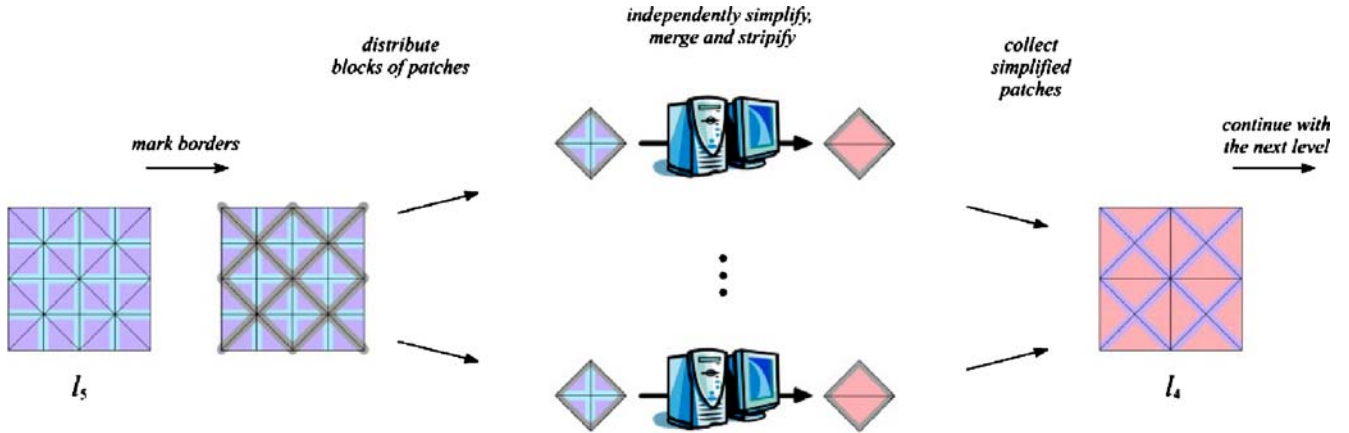 independently simplify,
merge and stripify
distribute
blocks of patches
collect
simplified
patches
mark borders
continue with
the next level
l5
l4